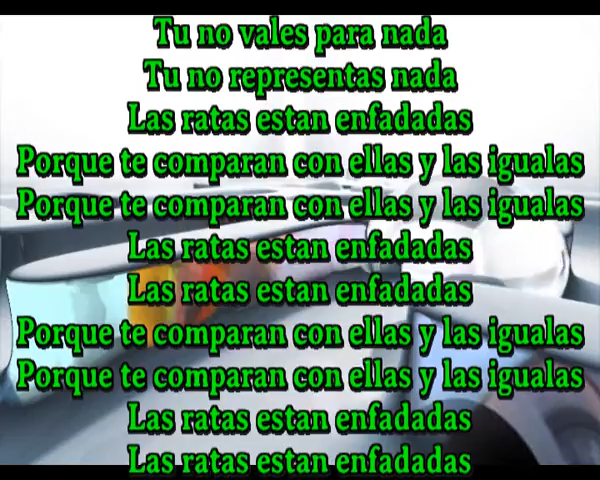 Tu no vales para nada
Tu no representas nada
Las ratas estan enfadadas
Porque te comparan con ellas y las igualas
Porque te comparan con ellas y las igualas
Las ratas estan enfadadas
Las ratas estan enfadadas
Porque te comparan con ellas y las igualas
Porque te comparan con ellas y las igualas
Las ratas estan enfadadas
Las ratas estan enfadadas